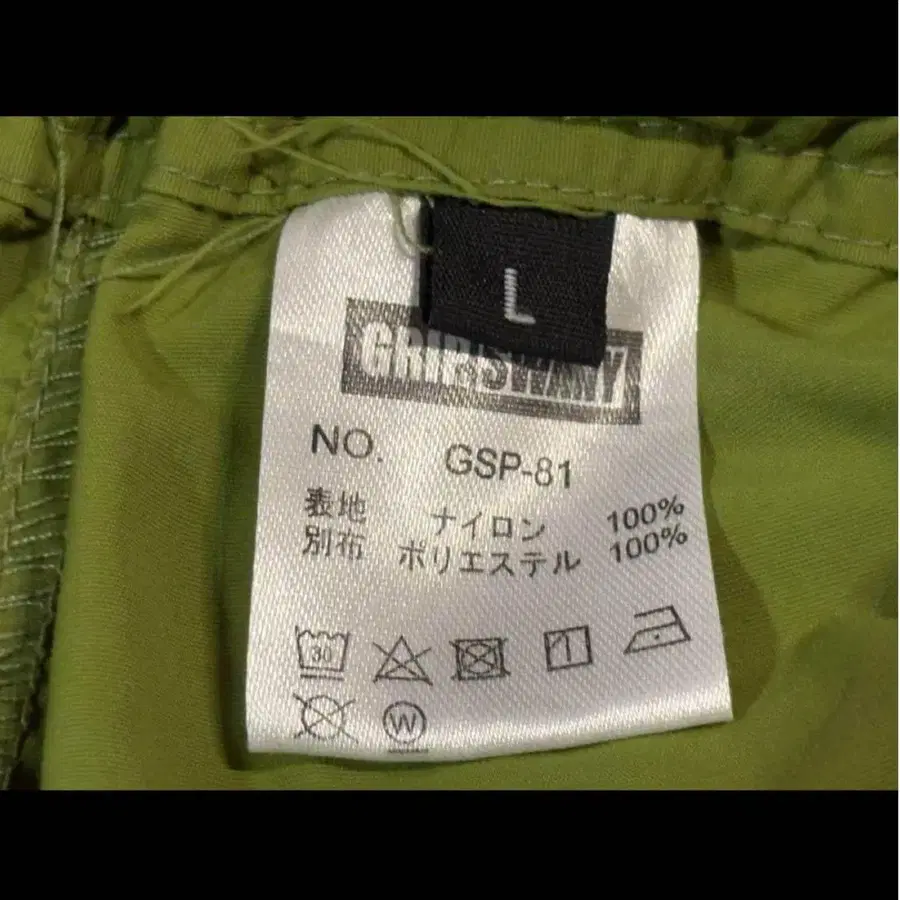 L
GRIP SWANY
NO. GSP-81
表地 ナイロン 100%
別布 ポリエステル 100%
30
W